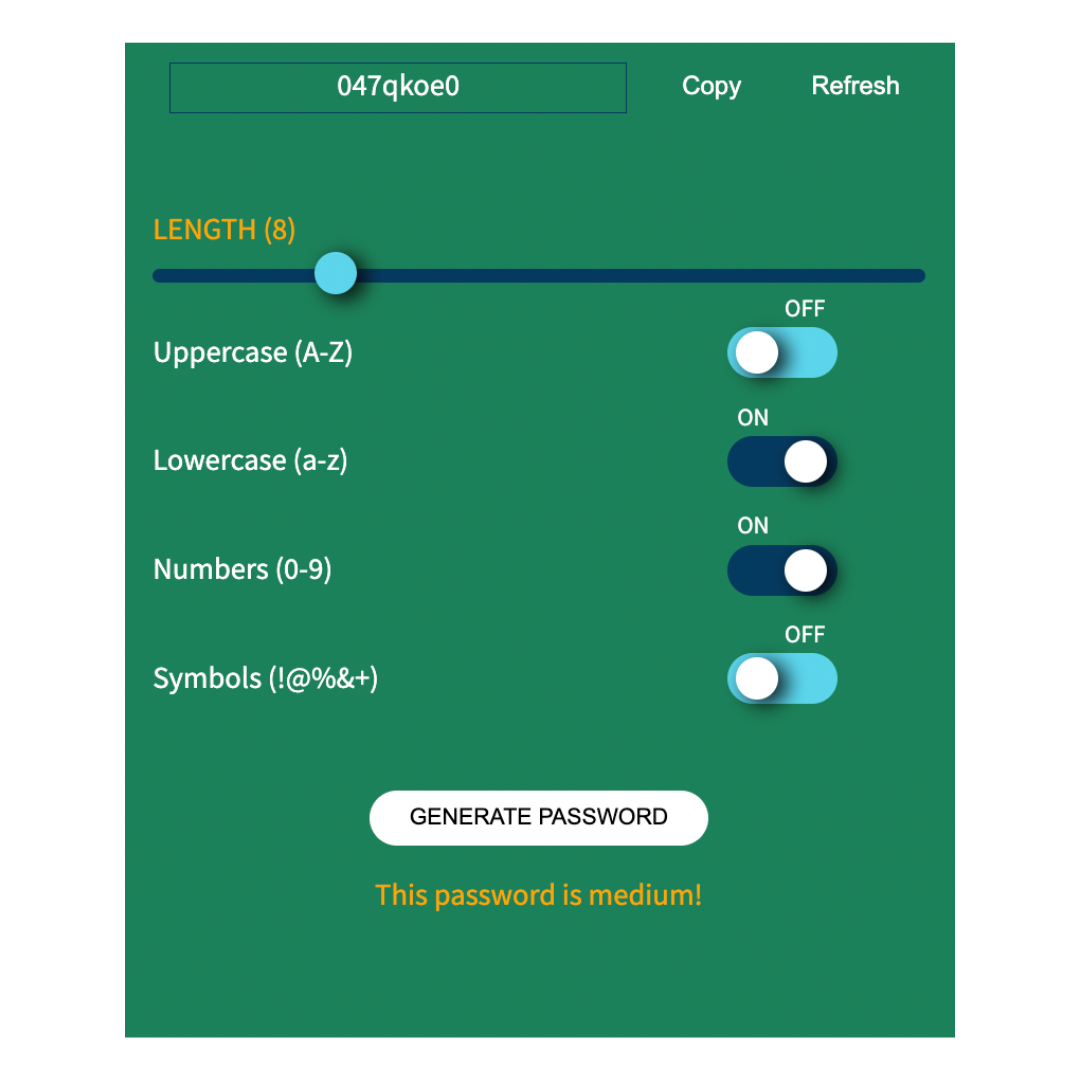 047qkoe0 Copy Refresh
LENGTH (8)
OFF
Uppercase (A-Z)
ON
Lowercase (a-z)
ON
Numbers (0-9)
OFF
Symbols (!@%&+)
GENERATE PASSWORD
This password is medium!